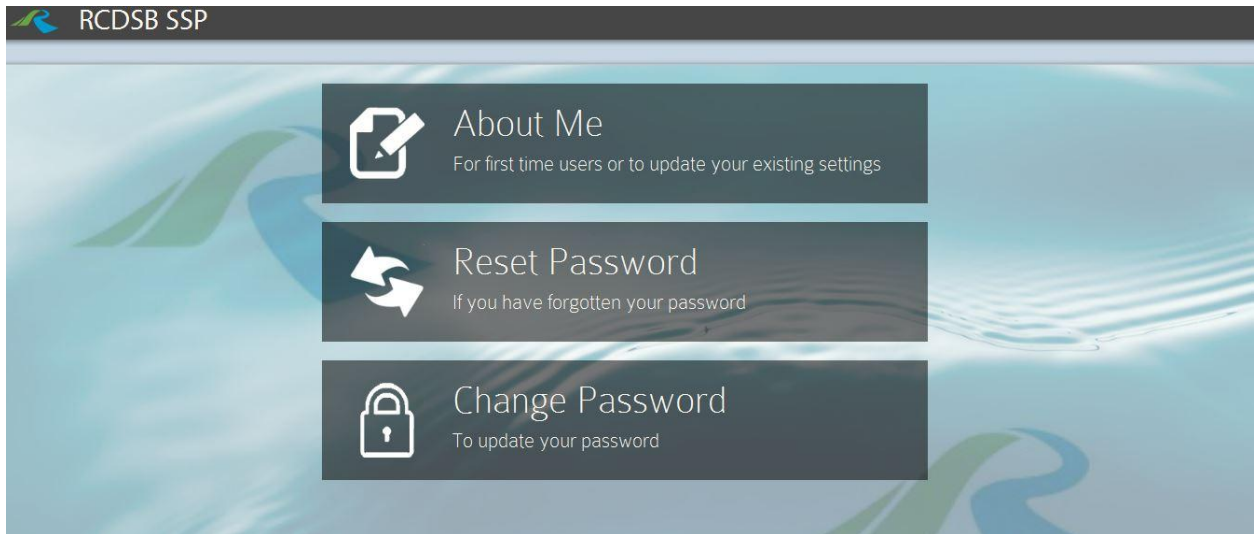 RCDSB SSP
About Me
For first time users or to update your existing settings
Reset Password
If you have forgotten your password
Change Password
To update your password